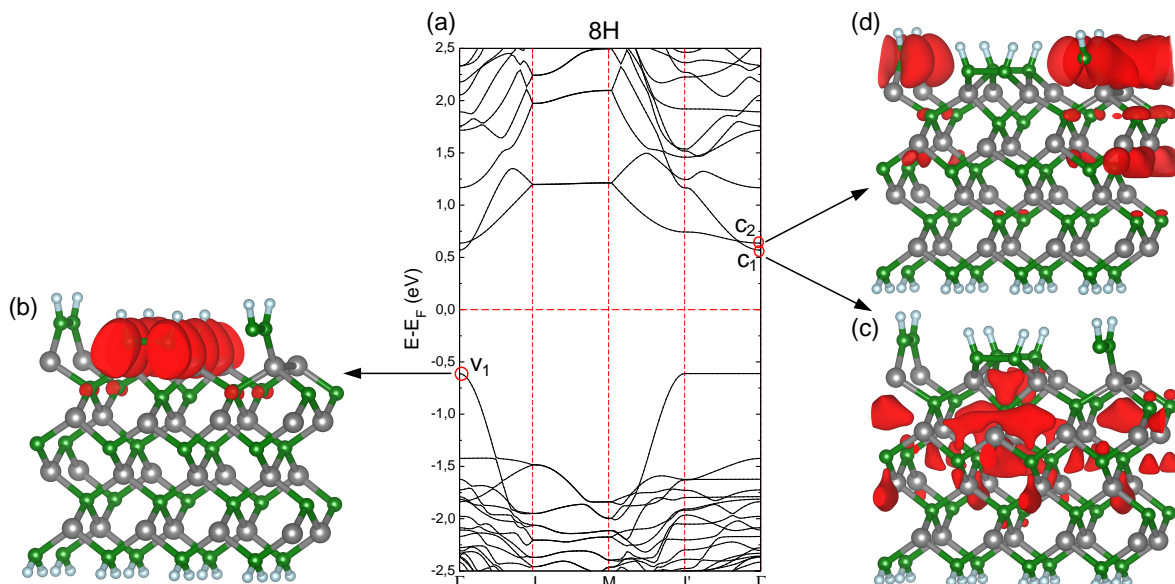 (a)
8H
(d)
2,5
2,0
1,5
1,0
0,5
0,0
-0,5
-1,0
-1,5
-2,0
-2,5
E-E_F (eV)
c2
c1
(b)
v1
(c)
Γ J M J' Γ